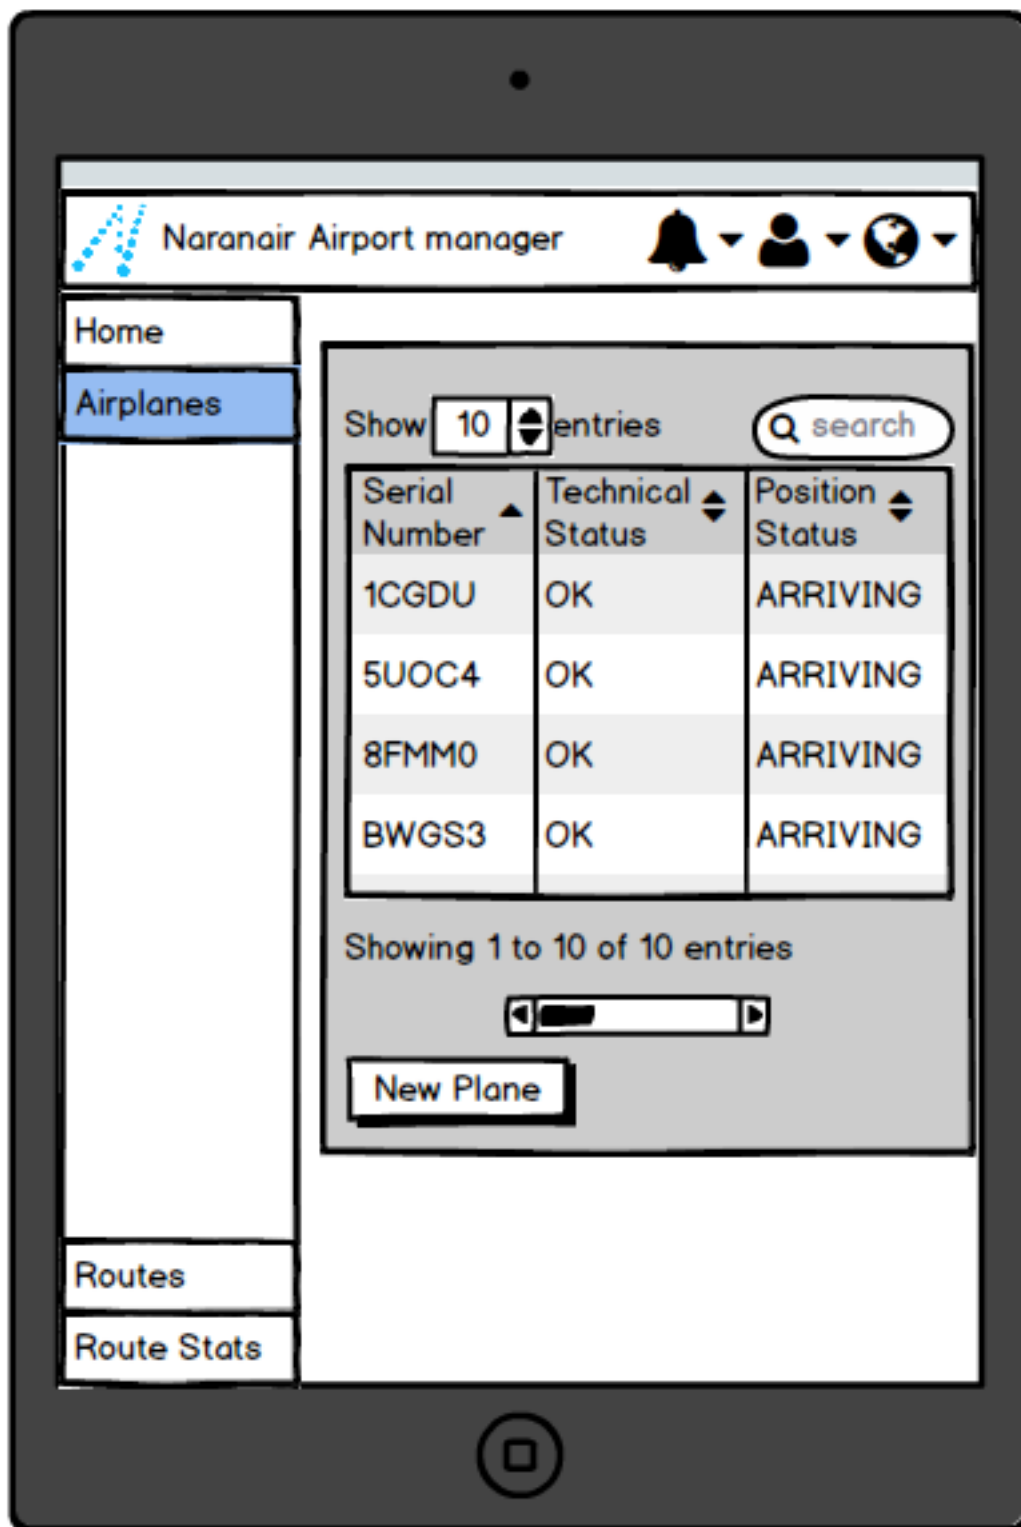 Naranair Airport manager
Home
Airplanes
Show 10 entries
search
Serial Number
Technical Status
Position Status
1CGDU OK ARRIVING
5UOC4 OK ARRIVING
8FMM0 OK ARRIVING
BWGS3 OK ARRIVING
Showing 1 to 10 of 10 entries
New Plane
Routes
Route Stats